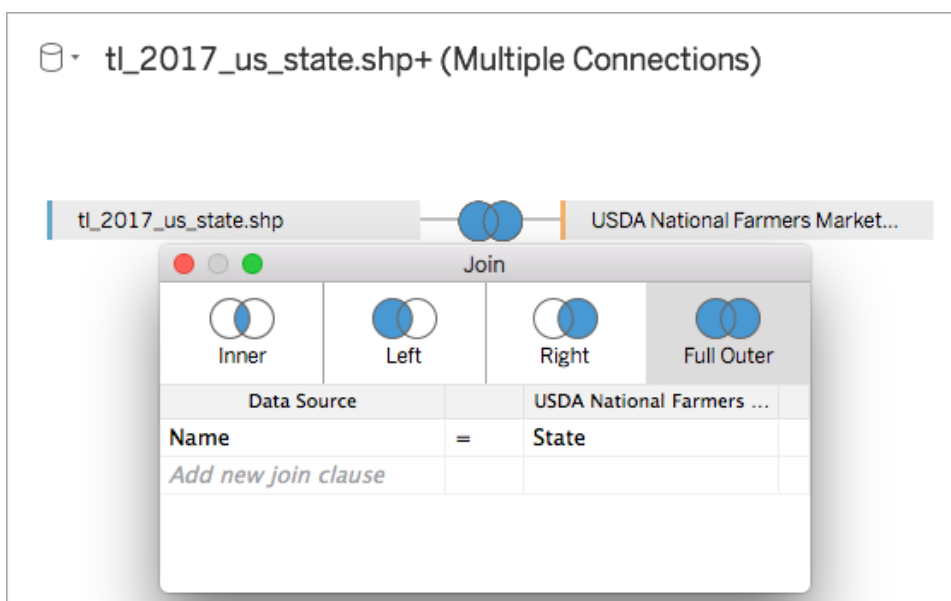 tl_2017_us_state.shp+ (Multiple Connections)
tl_2017_us_state.shp USDA National Farmers Market...
Join
Inner Left Right Full Outer
Data Source USDA National Farmers ...
Name = State
Add new join clause